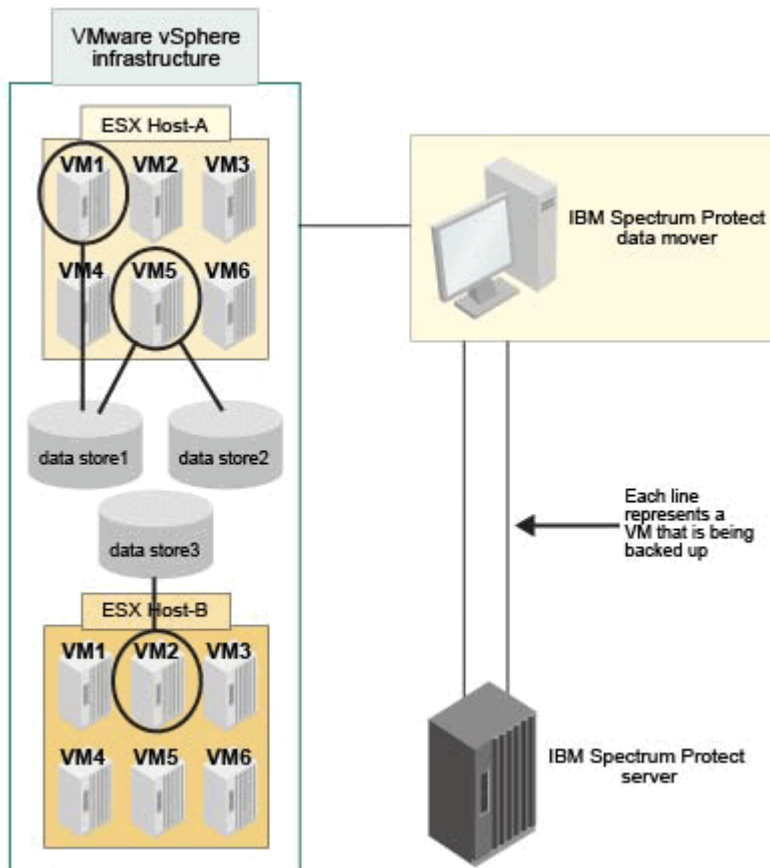 VMware vSphere
infrastructure
ESX Host-A
VM1 VM2 VM3
VM4 VM5 VM6
data store1 data store2
data store3
ESX Host-B
VM1 VM2 VM3
VM4 VM5 VM6
IBM Spectrum Protect
data mover
Each line
represents a
VM that is being
backed up
IBM Spectrum Protect
server